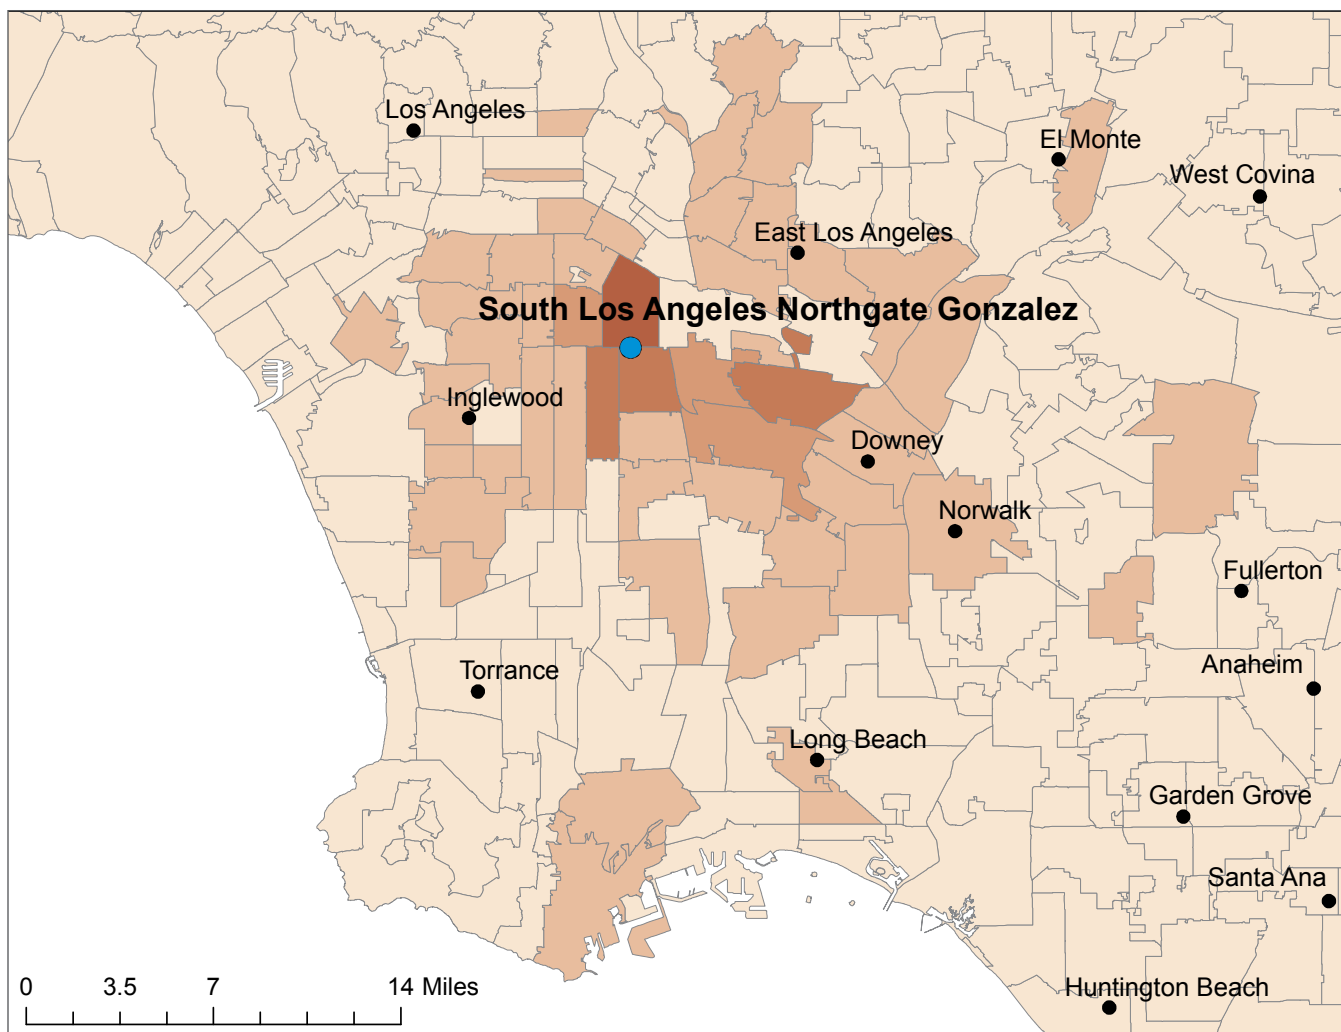 Los Angeles
El Monte
West Covina
East Los Angeles
South Los Angeles Northgate Gonzalez
Inglewood
Downey
Norwalk
Fullerton
Anaheim
Torrance
Long Beach
Garden Grove
Santa Ana
Huntington Beach
0 3.5 7 14 Miles